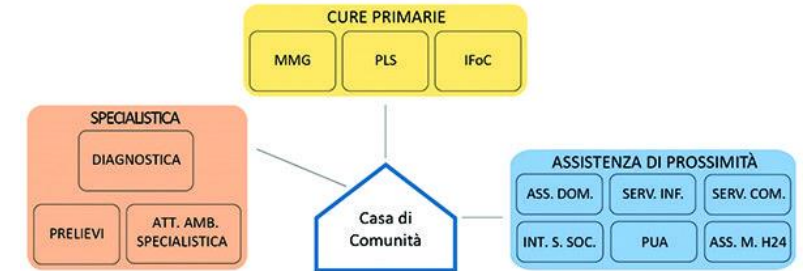 CURE PRIMARIE
MMG
PLS
IFoC
SPECIALISTICA
DIAGNOSTICA
PRELIEVI
ATT. AMB.
SPECIALISTICA
Casa di
Comunità
ASSISTENZA DI PROSSIMITÀ
ASS. DOM.
SERV. INF.
SERV. COM.
INT. S. SOC.
PUA
ASS. M. H24